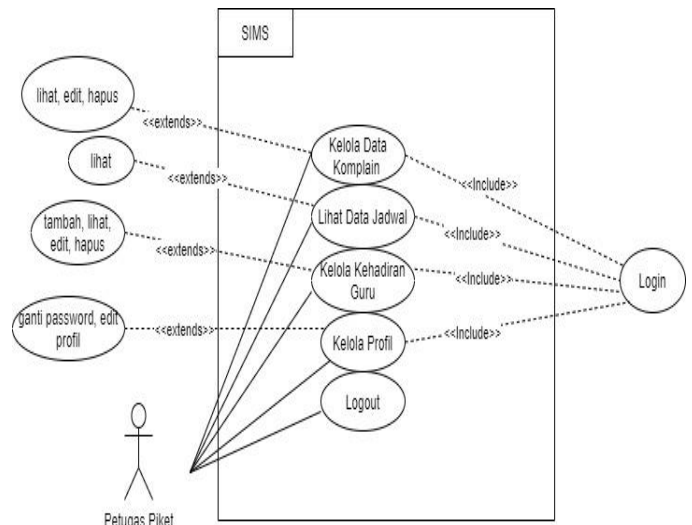 SIMS
lihat, edit, hapus
<<extends>>
Kelola Data
Komplain
<<Include>>
lihat
<<extends>>
Lihat Data Jadwal
<<Include>>
tambah, lihat,
edit, hapus
<<extends>>
Kelola Kehadiran
Guru
<<Include>>
Login
ganti password, edit
profil
<<extends>>
Kelola Profil
<<Include>>
Logout
Petugas Piket